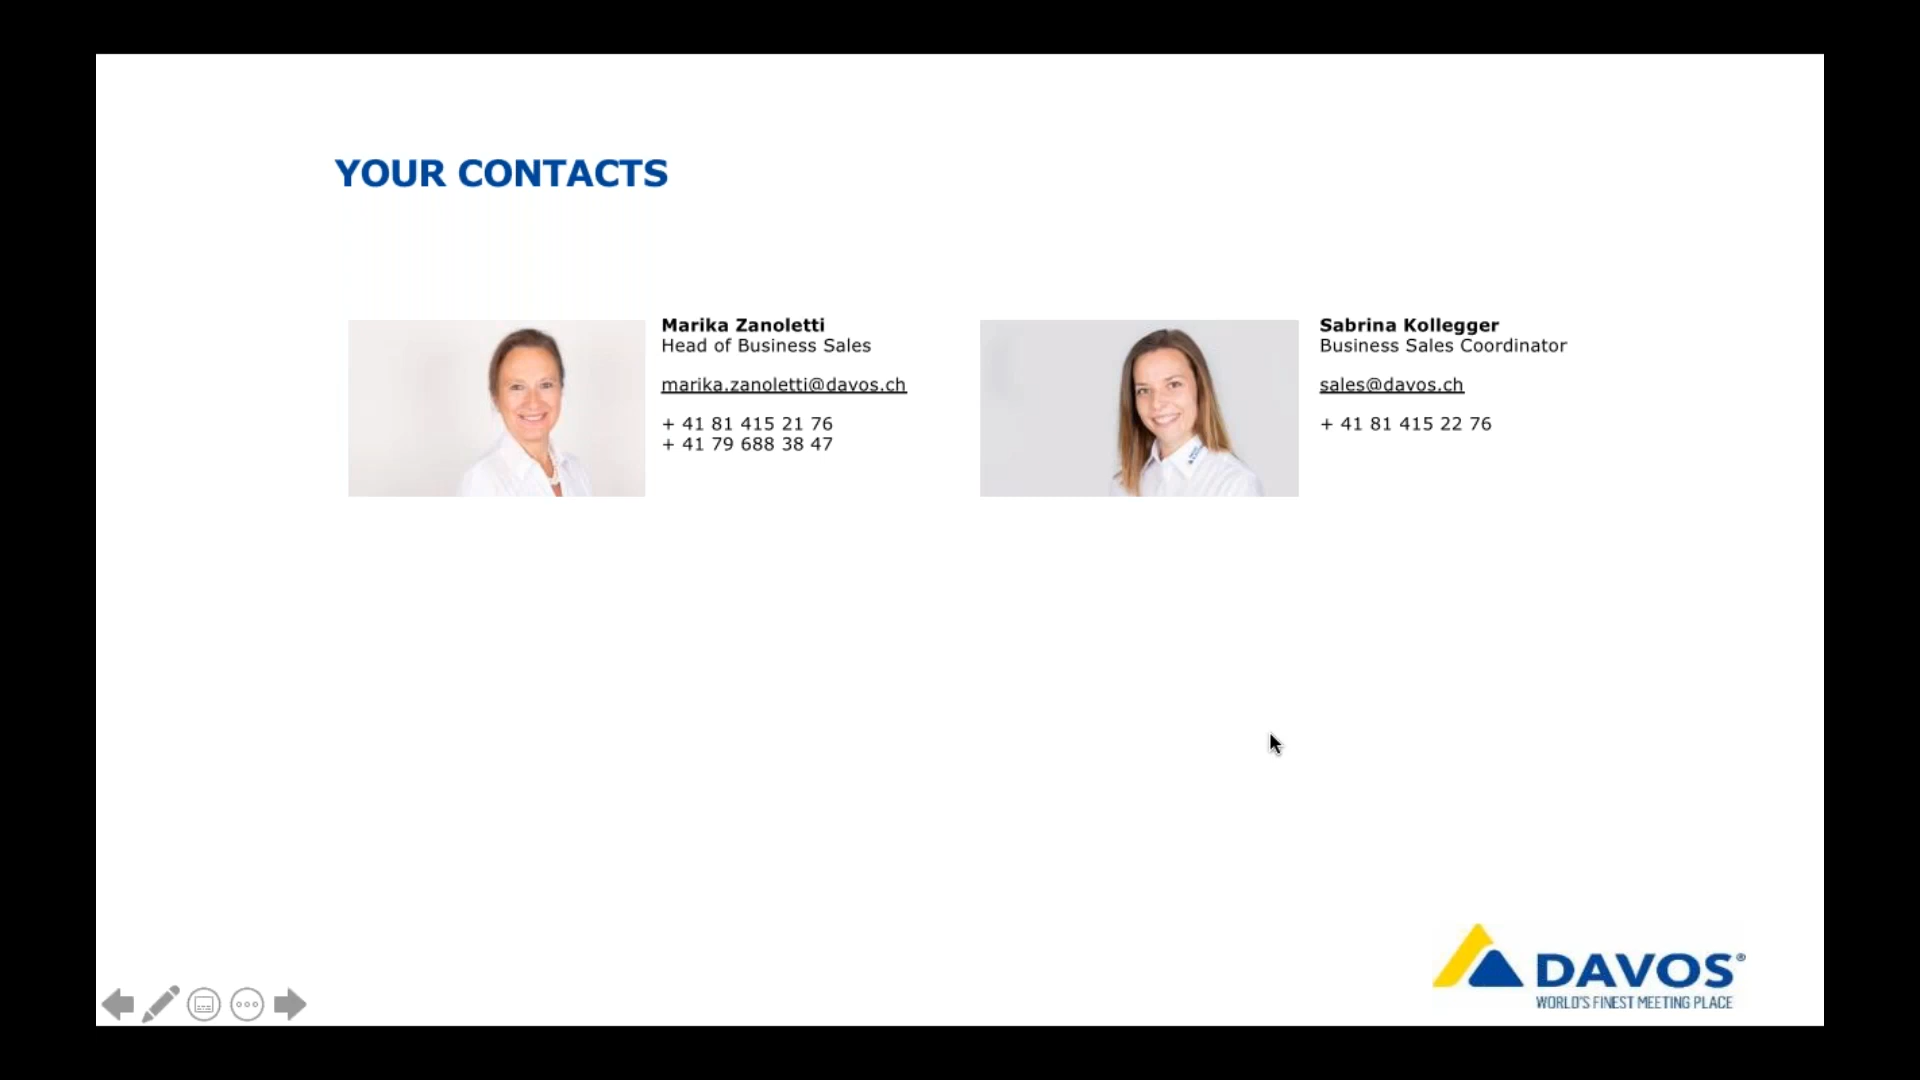 YOUR CONTACTS
Marika Zanoletti
Head of Business Sales
marika.zanoletti@davos.ch
+ 41 81 415 21 76
+ 41 79 688 38 47
Sabrina Kollegger
Business Sales Coordinator
sales@davos.ch
+ 41 81 415 22 76
DAVOS®
WORLD'S FINEST MEETING PLACE